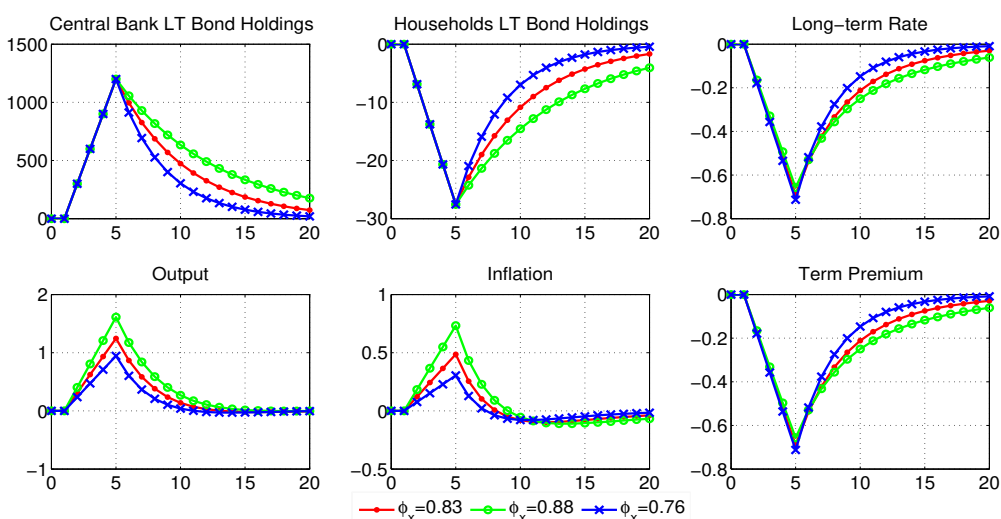 Central Bank LT Bond Holdings
Households LT Bond Holdings
Long-term Rate
1500
1000
500
0
0 5 10 15 20
0
−10
−20
−30
0 5 10 15 20
0
−0.2
−0.4
−0.6
−0.8
0 5 10 15 20
Output
Inflation
Term Premium
2
1
0
−1
0 5 10 15 20
1
0.5
0
−0.5
0 5 10 15 20
0
−0.2
−0.4
−0.6
−0.8
0 5 10 15 20
ϕ_x=0.83 ϕ_x=0.88 ϕ_x=0.76